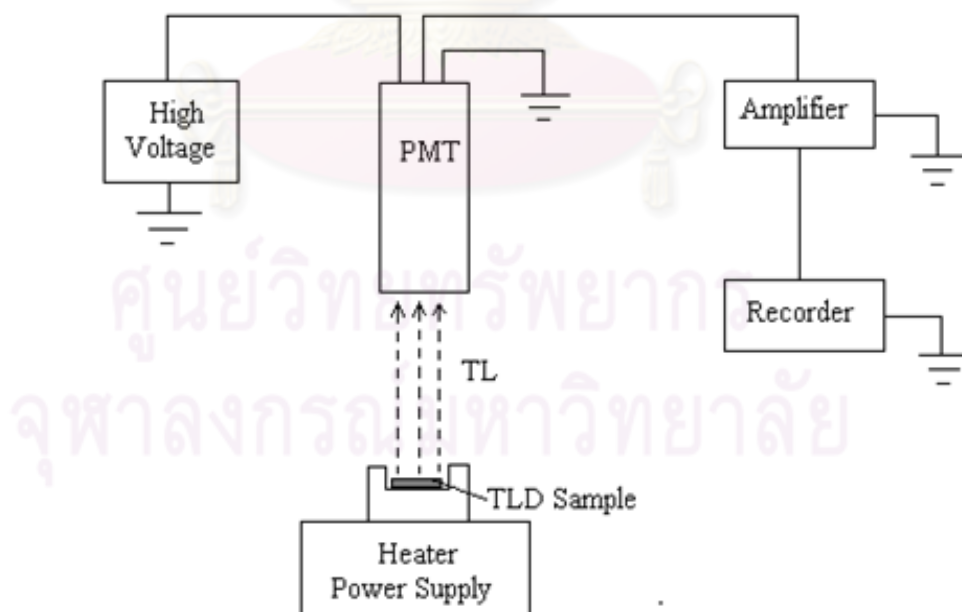 High
Voltage
PMT
Amplifier
Recorder
ศูนย์วิทยทรัพยากร
TL
จุฬาลงกรณ์มหาวิทยาลัย
TLD Sample
Heater
Power Supply